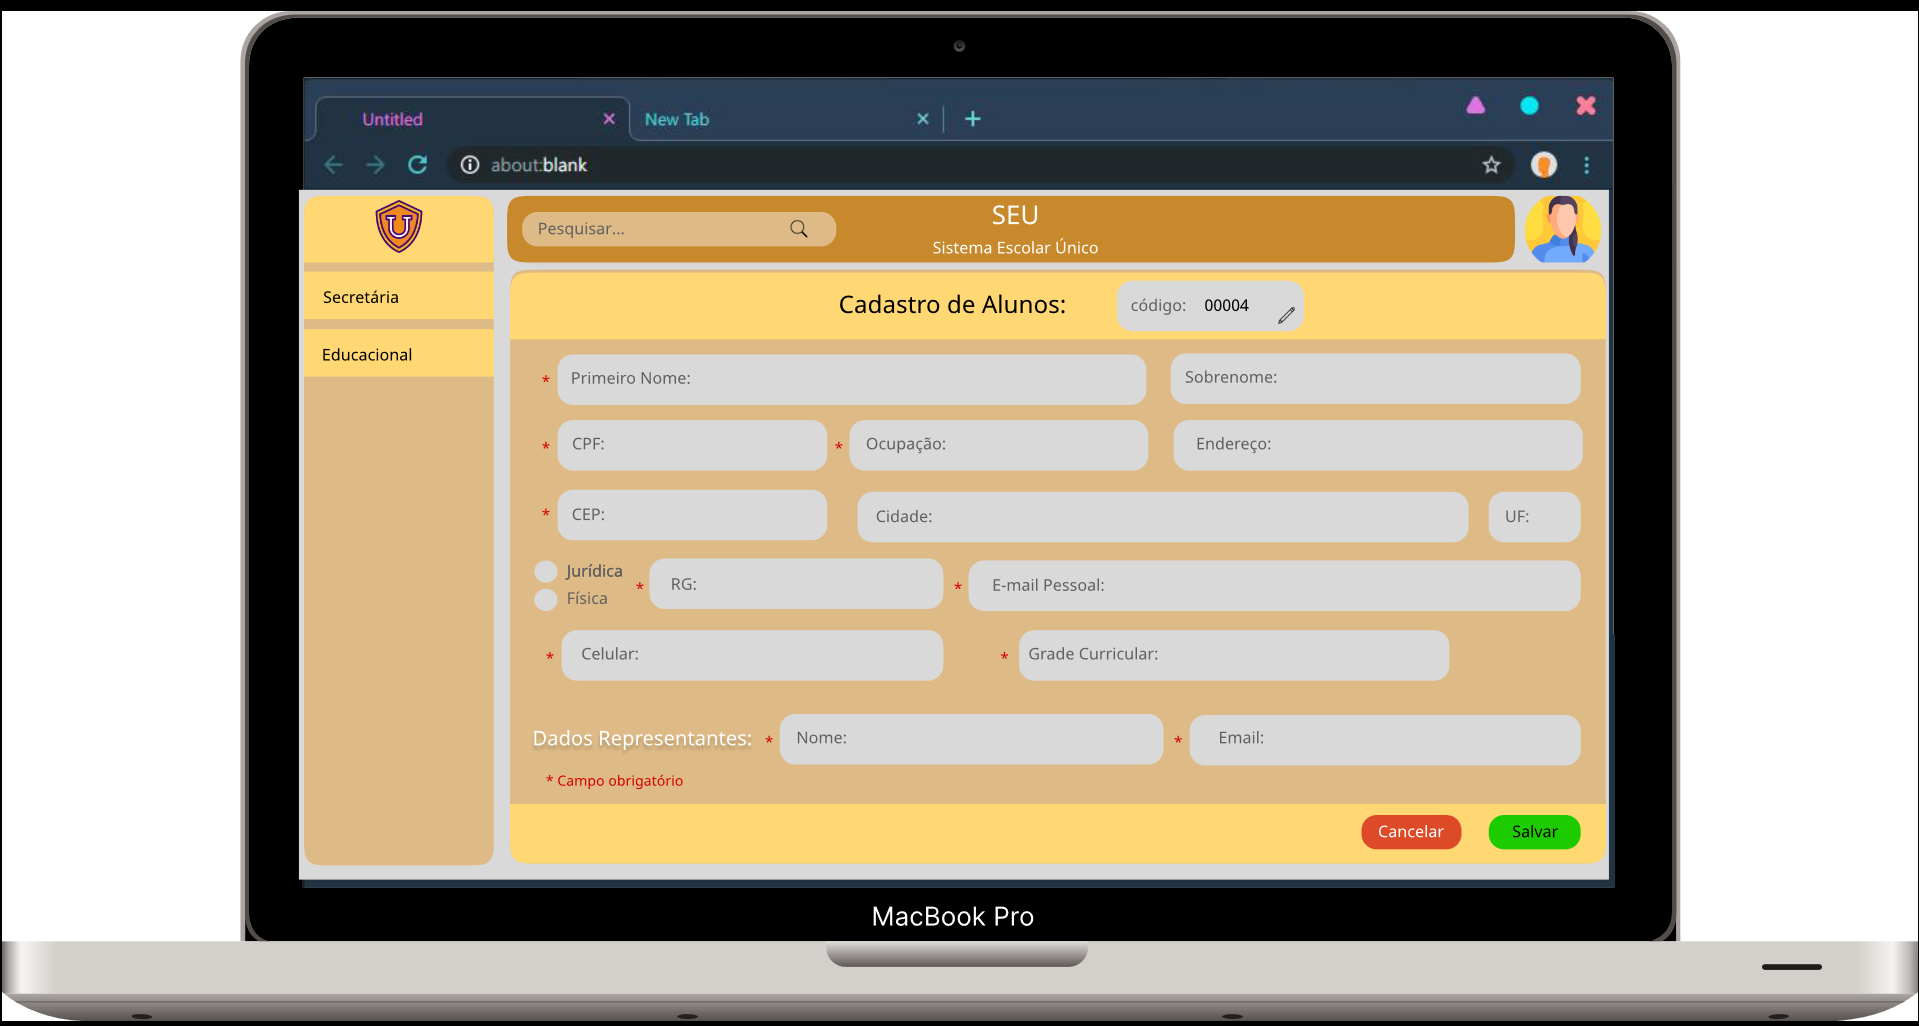 Untitled
New Tab
about:blank
U
Pesquisar...
SEU
Sistema Escolar Único
Secretária
Educacional
Cadastro de Alunos:
código: 00004
* Primeiro Nome:
Sobrenome:
* CPF:
* Ocupação:
Endereço:
* CEP:
Cidade:
UF:
Jurídica
Física
* RG:
* E-mail Pessoal:
* Celular:
* Grade Curricular:
Dados Representantes:
* Nome:
* Email:
* Campo obrigatório
Cancelar
Salvar
MacBook Pro